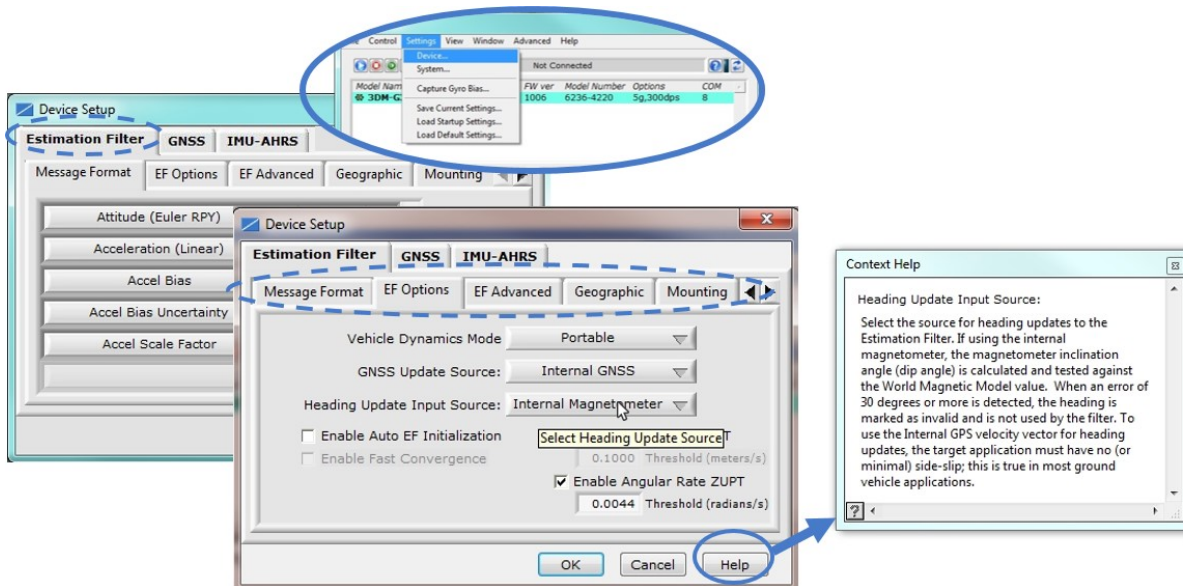 Control Settings View Window Advanced Help
Device...
System...
Capture Gyro Bias...
Save Current Settings...
Load Startup Settings...
Load Default Settings...
Not Connected
Model Nam FW ver Model Number Options COM
3DM-G 1006 6236-4220 5g,300dps 8
Device Setup
Estimation Filter GNSS IMU-AHRS
Message Format EF Options EF Advanced Geographic Mounting
Attitude (Euler RPY)
Acceleration (Linear)
Accel Bias
Accel Bias Uncertainty
Accel Scale Factor
Device Setup
Estimation Filter GNSS IMU-AHRS
Message Format EF Options EF Advanced Geographic Mounting
Vehicle Dynamics Mode Portable
GNSS Update Source: Internal GNSS
Heading Update Input Source: Internal Magnetometer
Enable Auto EF Initialization
Select Heading Update Source T
Enable Fast Convergence
0.1000 Threshold (meters/s)
Enable Angular Rate ZUPT
0.0044 Threshold (radians/s)
OK Cancel Help
Context Help
Heading Update Input Source:
Select the source for heading updates to the
Estimation Filter. If using the internal
magnetometer, the magnetometer inclination
angle (dip angle) is calculated and tested against
the World Magnetic Model value. When an error of
30 degrees or more is detected, the heading is
marked as invalid and is not used by the filter. To
use the Internal GPS velocity vector for heading
updates, the target application must have no (or
minimal) side-slip; this is true in most ground
vehicle applications.
?